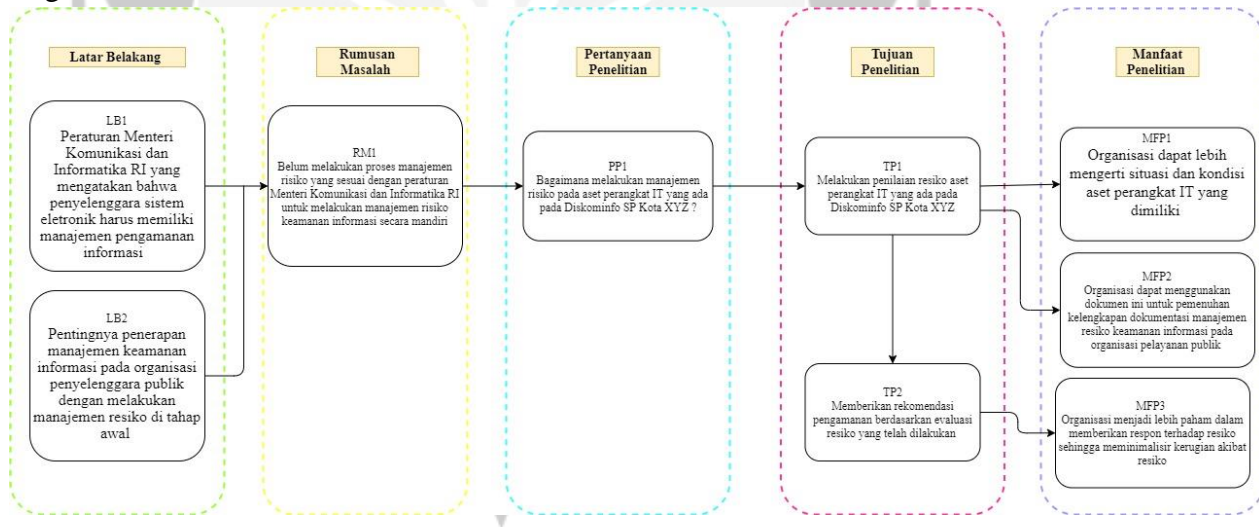 Latar Belakang
LB1
Peraturan Menteri
Komunikasi dan
Informatika RI yang
mengatakan bahwa
penyelenggara sistem
eletronik harus memiliki
manajemen pengamanan
informasi
LB2
Pentingnya penerapan
manajemen keamanan
informasi pada organisasi
penyelenggara publik
dengan melakukan
manajemen resiko di tahap
awal
Rumusan
Masalah
RM1
Belum melakukan proses manajemen
risiko yang sesuai dengan peraturan
Menteri Komunikasi dan Informatika RI
untuk melakukan manajemen risiko
keamanan informasi secara mandiri
Pertanyaan
Penelitian
PP1
Bagaimana melakukan manajemen
risiko pada aset perangkat IT yang ada
pada Diskominfo SP Kota XYZ ?
Tujuan
Penelitian
TP1
Melakukan penilaian resiko aset
perangkat IT yang ada pada
Diskominfo SP Kota XYZ
TP2
Memberikan rekomendasi
pengamanan berdasarkan evaluasi
resiko yang telah dilakukan
Manfaat
Penelitian
MFP1
Organisasi dapat lebih
mengerti situasi dan kondisi
aset perangkat IT yang
dimiliki
MFP2
Organisasi dapat menggunakan
dokumen ini untuk pemenuhan
kelengkapan dokumentasi manajemen
resiko keamanan informasi pada
organisasi pelayanan publik
MFP3
Organisasi menjadi lebih paham dalam
memberikan respon terhadap resiko
sehingga meminimalisir kerugian akibat
resiko